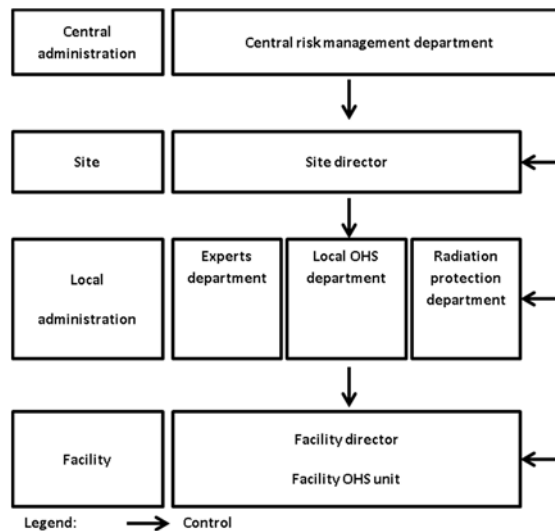 Central
administration
Central risk management department
Site
Site director
Local
administration
Experts
department
Local OHS
department
Radiation
protection
department
Facility
Facility director
Facility OHS unit
Legend:
Control